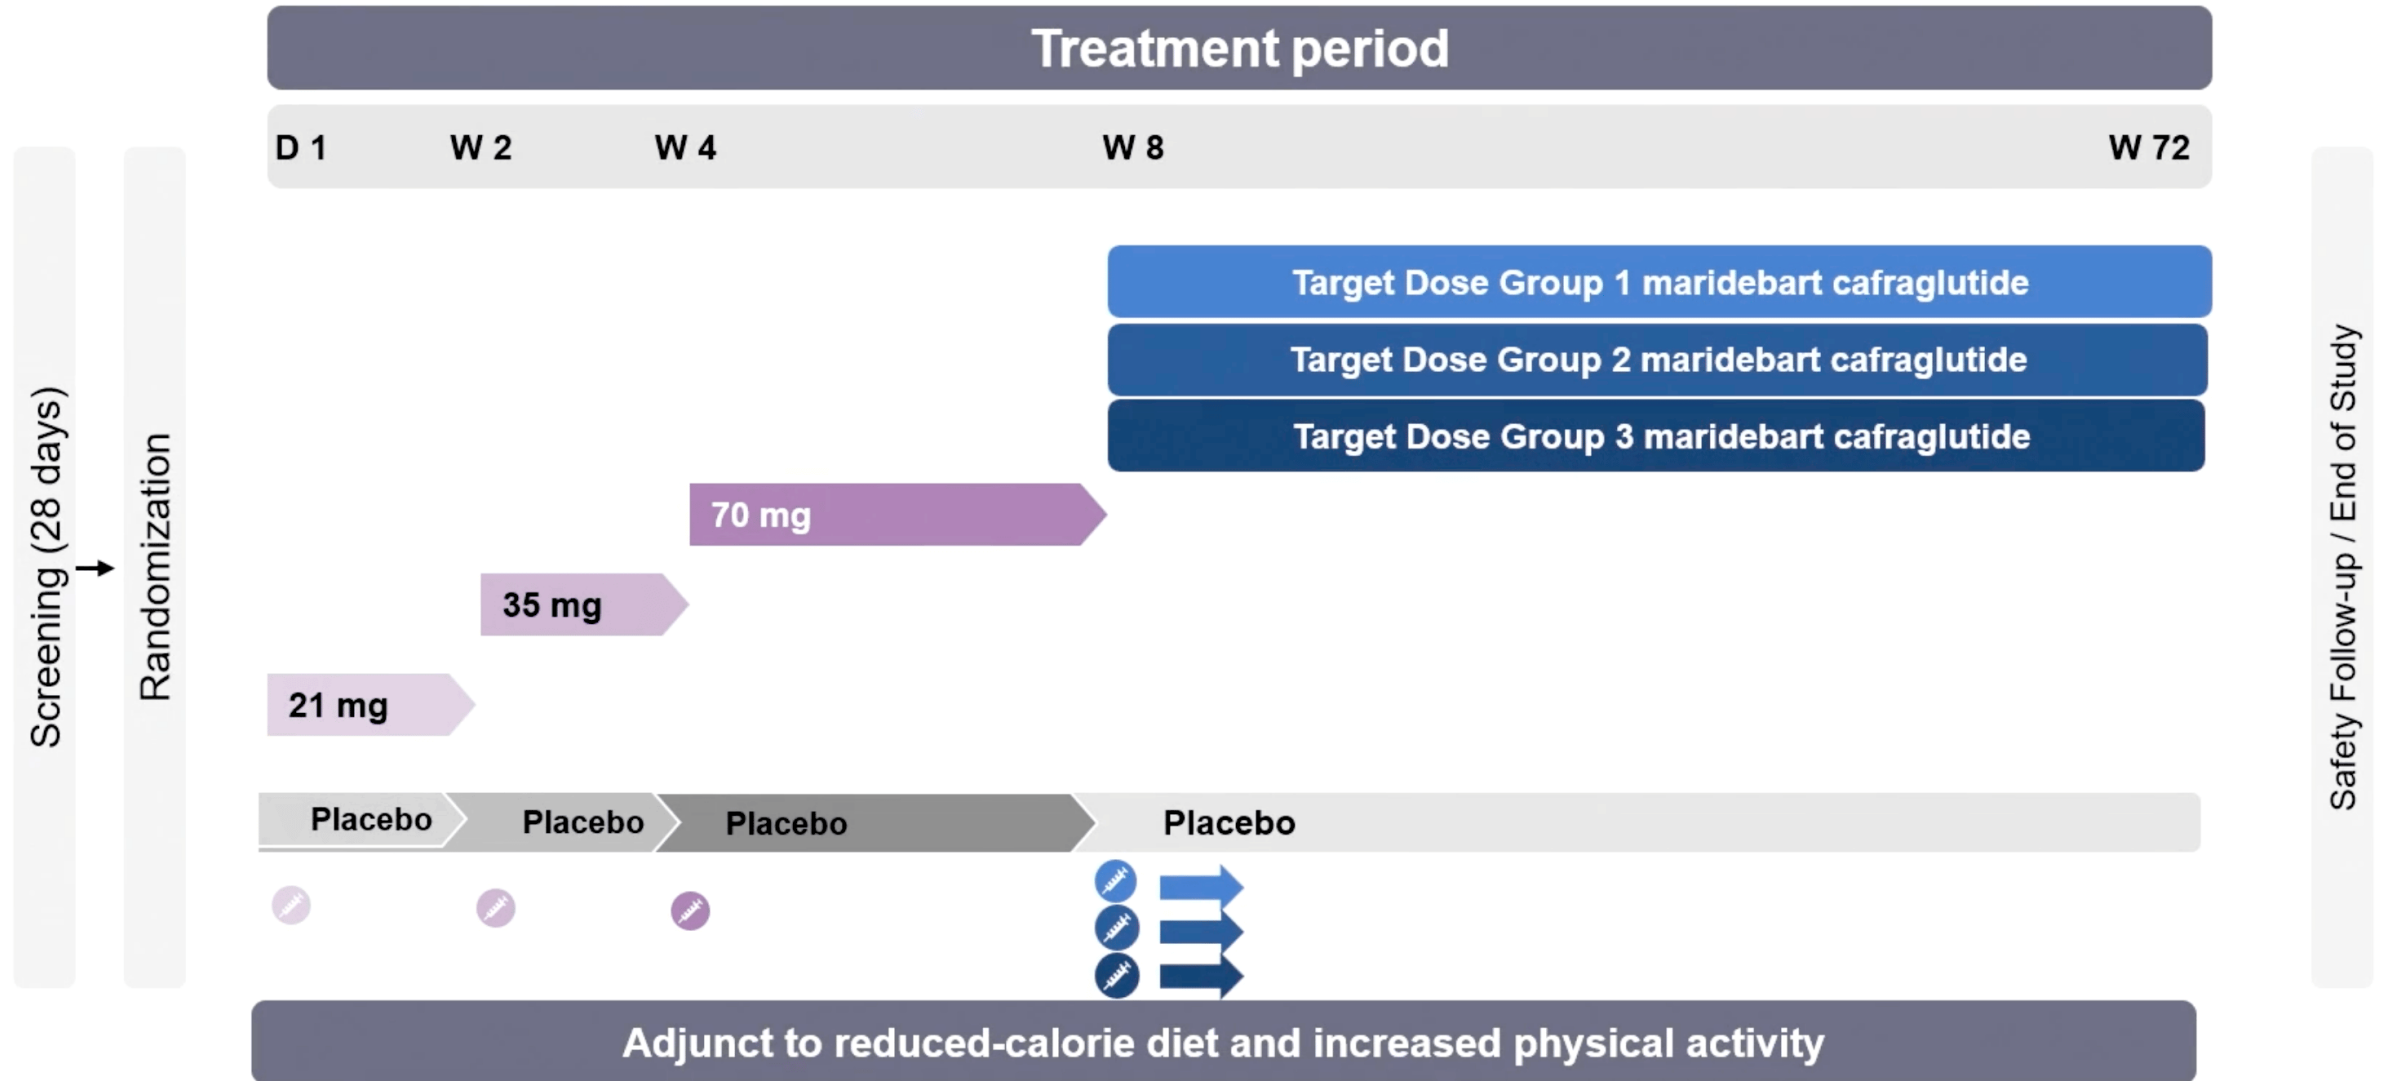 Treatment period
D 1 W 2 W 4 W 8 W 72
Screening (28 days)
Randomization
Target Dose Group 1 maridebart cafraglutide
Target Dose Group 2 maridebart cafraglutide
Target Dose Group 3 maridebart cafraglutide
70 mg
35 mg
21 mg
Placebo Placebo Placebo Placebo
Safety Follow-up / End of Study
Adjunct to reduced-calorie diet and increased physical activity